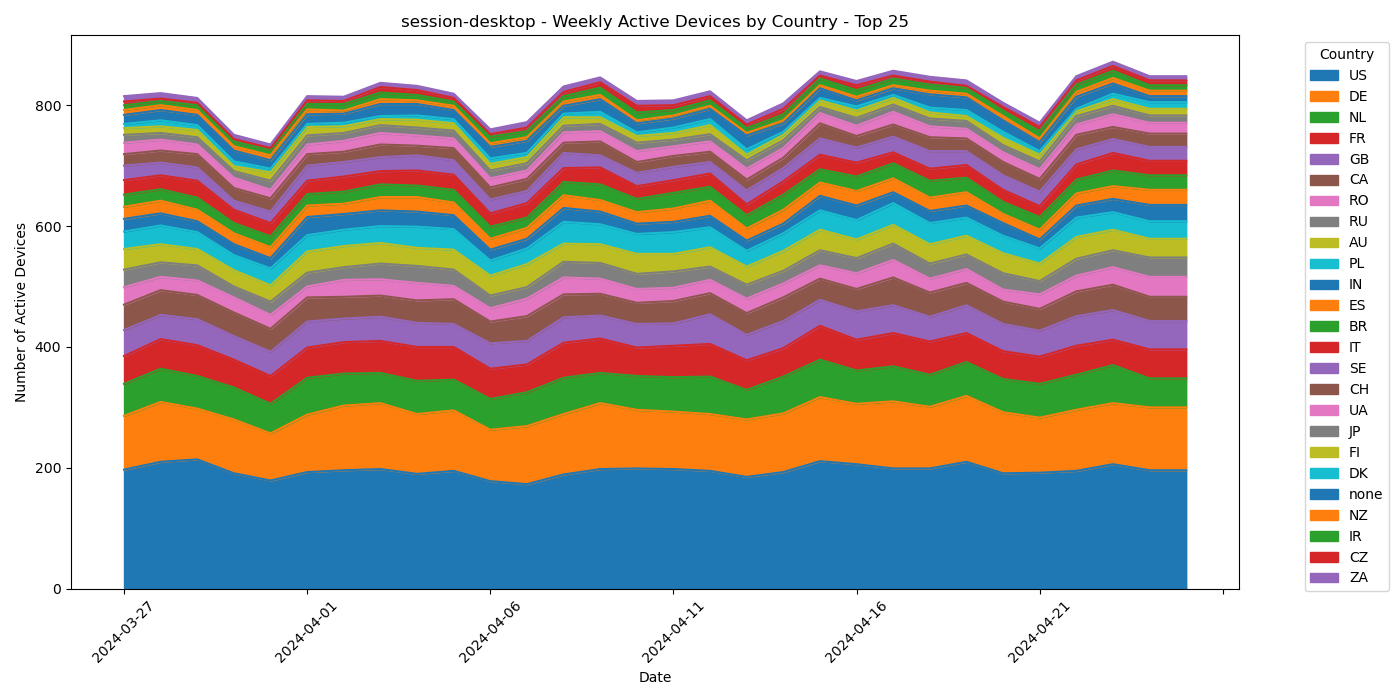 session-desktop - Weekly Active Devices by Country - Top 25
Number of Active Devices
800
600
400
200
0
2024-03-27
2024-04-01
2024-04-06
2024-04-11
2024-04-16
2024-04-21
Date
Country
US
DE
NL
FR
GB
CA
RO
RU
AU
PL
IN
ES
BR
IT
SE
CH
UA
JP
FI
DK
none
NZ
IR
CZ
ZA